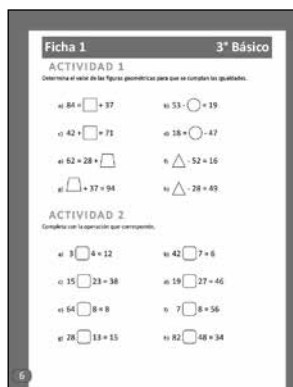 Ficha 1 3° Básico
ACTIVIDAD 1
Determina el valor de las figuras geométricas para que se cumplan las igualdades.
a) 84 = + 37 b) 53 - = 19
c) 42 + = 71 d) 18 = - 47
e) 62 = 28 + f) - 52 = 16
g) + 37 = 94 h) - 28 = 49
ACTIVIDAD 2
Completa con la operación que corresponda.
a) 3 4 = 12 b) 42 7 = 6
c) 15 23 = 38 d) 19 27 = 46
e) 64 8 = 8 f) 7 8 = 56
g) 28 13 = 15 h) 82 48 = 34
6